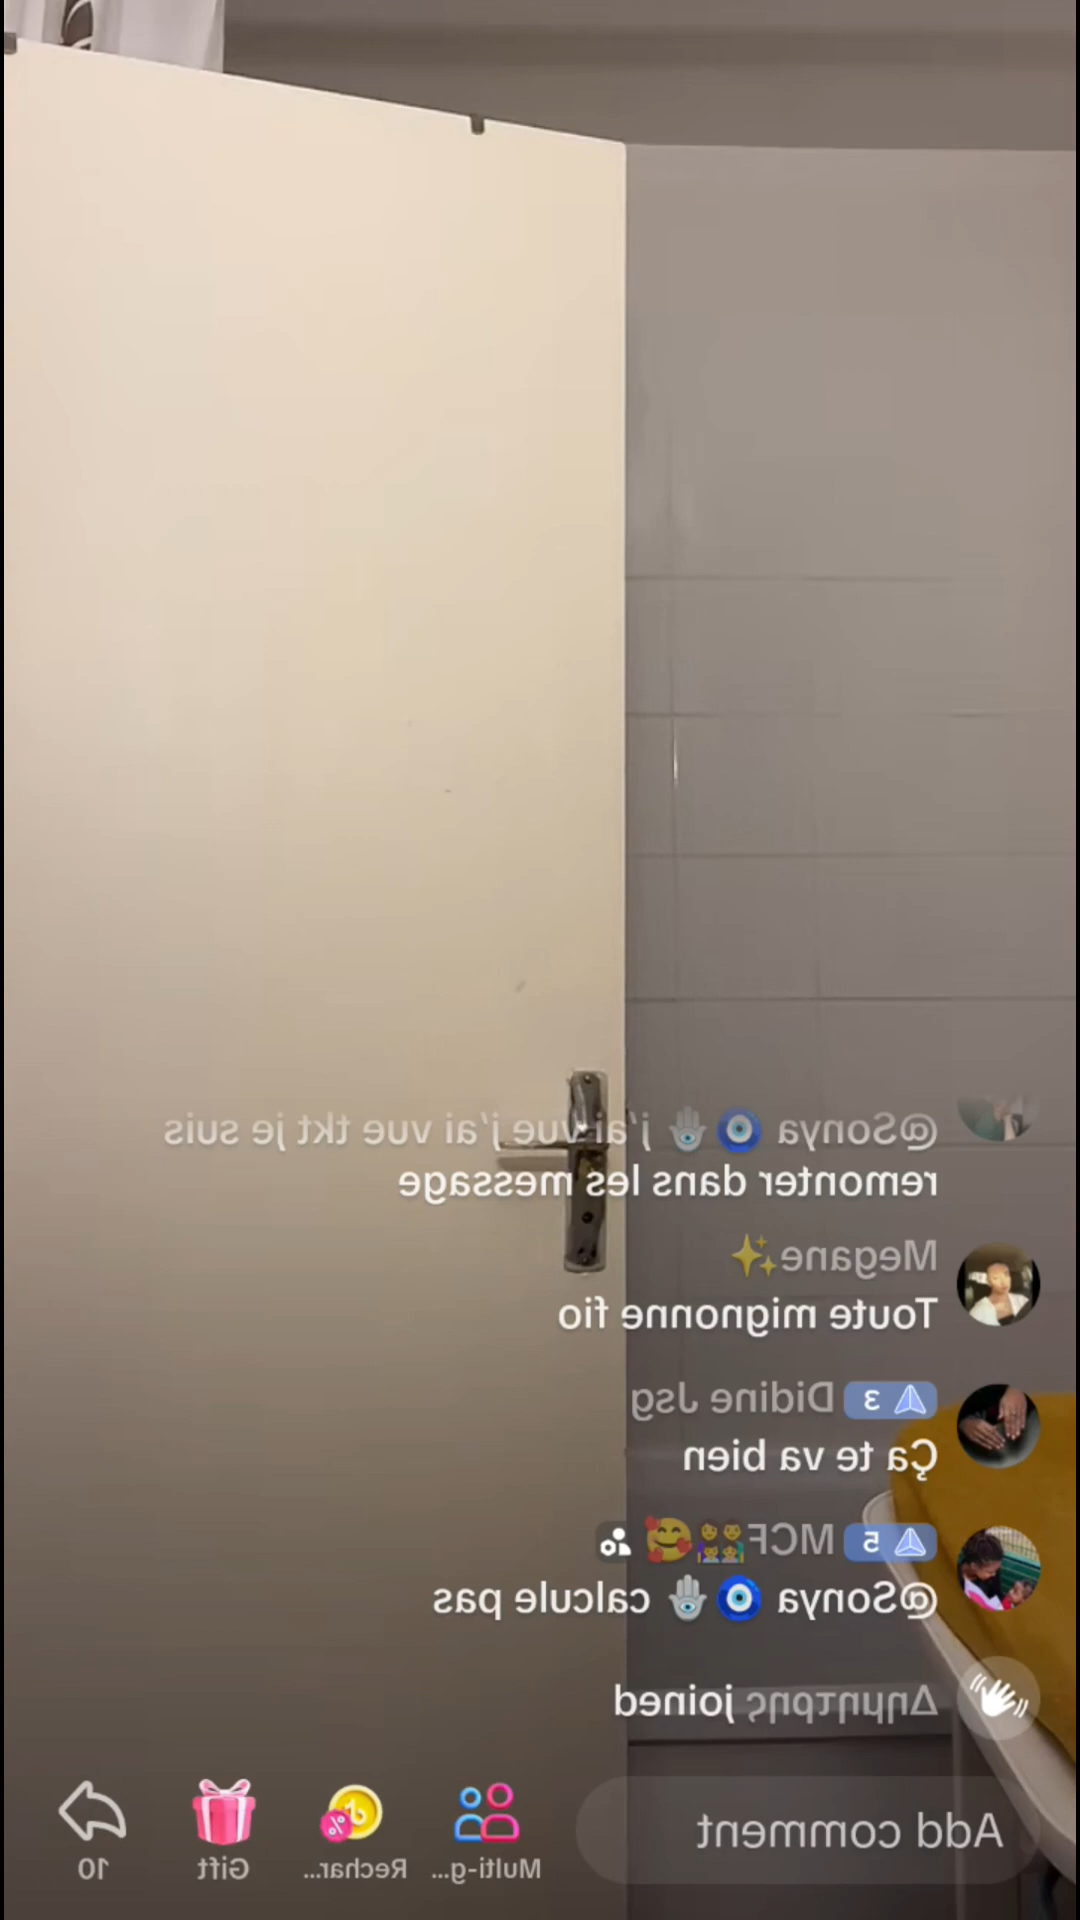 @Sonya 🧿🪬 j'ai vue j'ai vue tkt je suis
remonter dans les message
Megane✨
Toute mignonne fio
3 Didine Jsg
Ça te va bien
5 MCF👨‍👩‍👧‍👦🥰
@Sonya 🧿🪬 calcule pas
Δημητρης joined
Add comment
Multi-g...
Rechar...
Gift
10